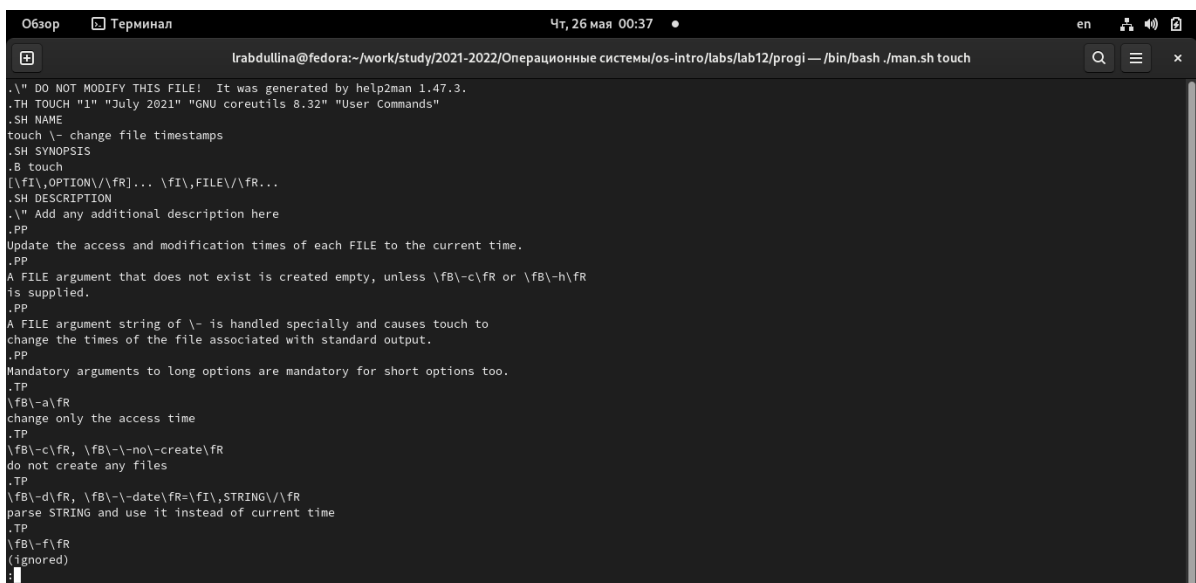 Обзор Терминал Чт, 26 мая 00:37 en
lrabdullina@fedora:~/work/study/2021-2022/Операционные системы/os-intro/labs/lab12/progi — /bin/bash ./man.sh touch
.\" DO NOT MODIFY THIS FILE!  It was generated by help2man 1.47.3.
.TH TOUCH "1" "July 2021" "GNU coreutils 8.32" "User Commands"
.SH NAME
touch \- change file timestamps
.SH SYNOPSIS
.B touch
[\fI\,OPTION\/\fR]... \fI\,FILE\/\fR...
.SH DESCRIPTION
.\" Add any additional description here
.PP
Update the access and modification times of each FILE to the current time.
.PP
A FILE argument that does not exist is created empty, unless \fB\-c\fR or \fB\-h\fR
is supplied.
.PP
A FILE argument string of \- is handled specially and causes touch to
change the times of the file associated with standard output.
.PP
Mandatory arguments to long options are mandatory for short options too.
.TP
\fB\-a\fR
change only the access time
.TP
\fB\-c\fR, \fB\-\-no\-create\fR
do not create any files
.TP
\fB\-d\fR, \fB\-\-date\fR=\fI\,STRING\/\fR
parse STRING and use it instead of current time
.TP
\fB\-f\fR
(ignored)
: